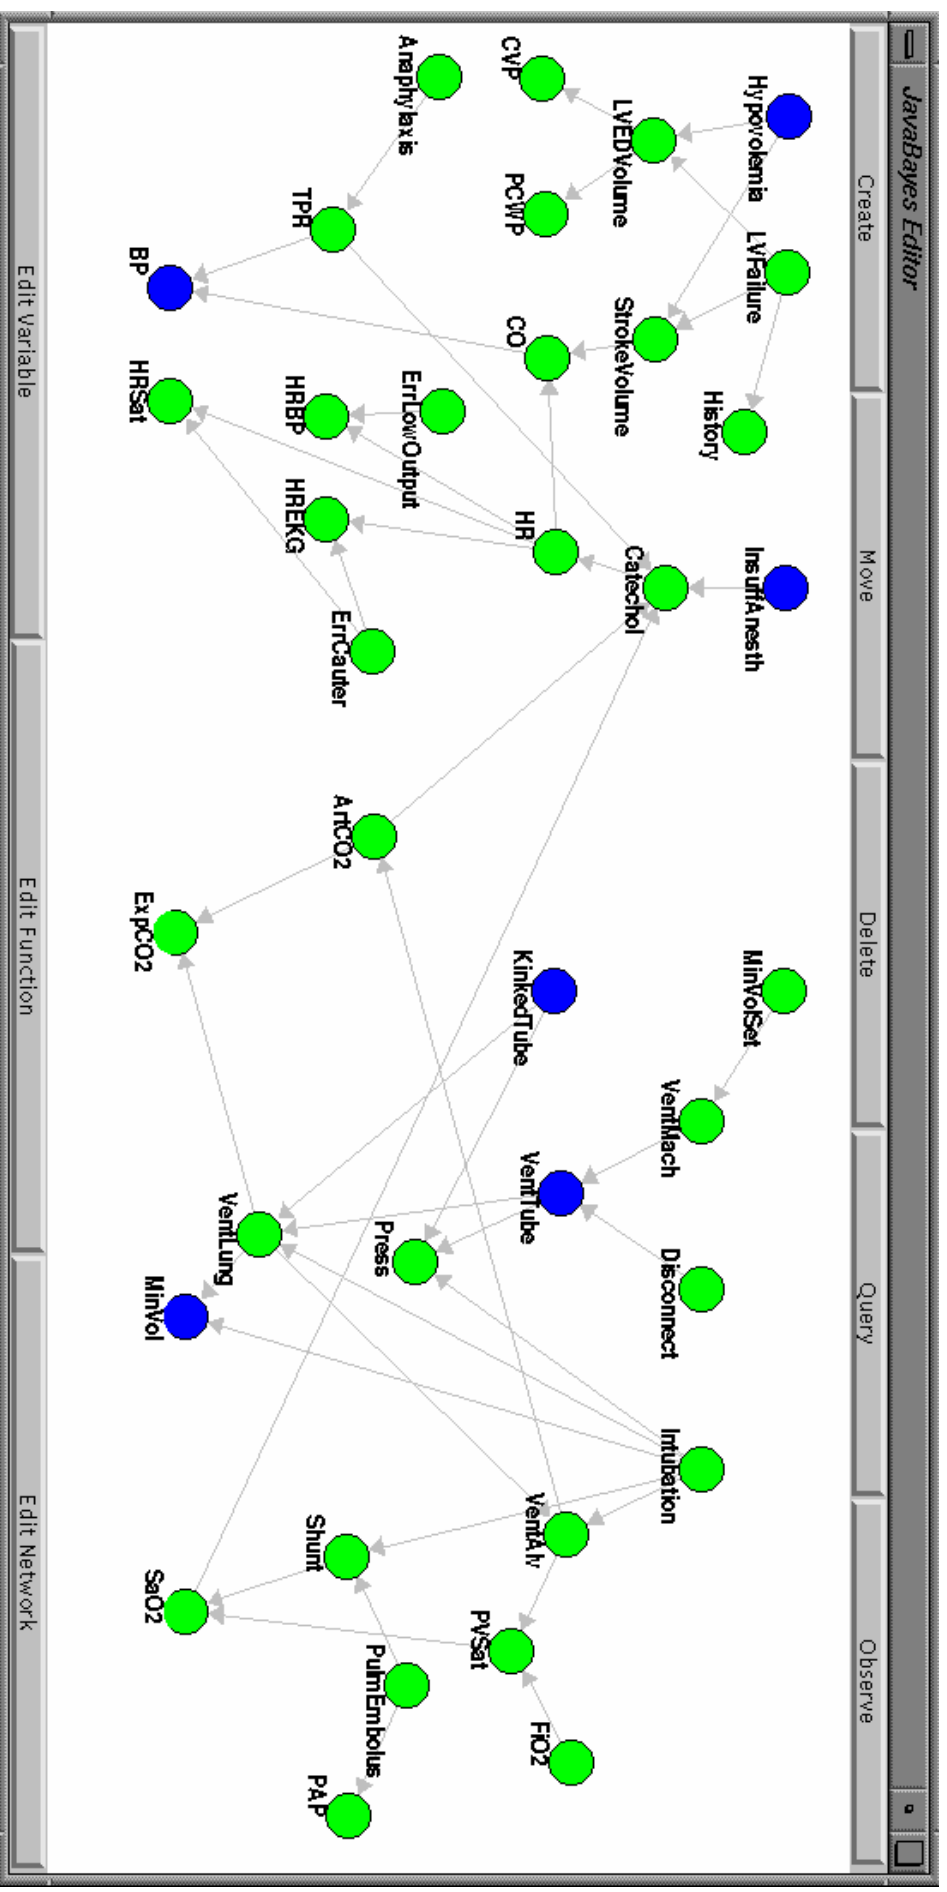 JavaBayes Editor
Create
Move
Delete
Query
Observe
Hypovolemia
LVFailure
InsuffAnesth
MinVolSet
History
VentMach
Disconnect
Intubation
LVEDVolume
StrokeVolume
Catechol
CVP
PCWP
CO
HR
KinkedTube
VentTube
VentAlv
FiO2
PVSat
Anaphylaxis
ErrLowOutput
Press
PulmEmbolus
ErrCauter
ArtCO2
TPR
HRBP
HREKG
Shunt
PAP
VentLung
BP
HRSat
ExpCO2
MinVol
SaO2
Edit Variable
Edit Function
Edit Network